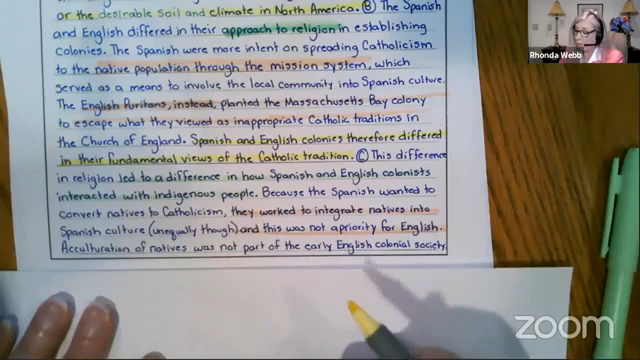 or the desirable soil and climate in North America. (B) The Spanish
and English differed in their approach to religion in establishing
colonies. The Spanish were more intent on spreading Catholicism
to the native population through the mission system, which
served as a means to involve the local community into Spanish culture.
The English Puritans, instead, planted the Massachusetts Bay colony
to escape what they viewed as inappropriate Catholic traditions in
the Church of England. Spanish and English colonies therefore differed
in their fundamental views of the Catholic tradition. (C) This difference
in religion led to a difference in how Spanish and English colonists
interacted with indigenous people. Because the Spanish wanted to
convert natives to Catholicism, they worked to integrate natives into
Spanish culture (unequally though) and this was not a priority for English.
Acculturation of natives was not part of the early English colonial society.
Rhonda Webb
zoom